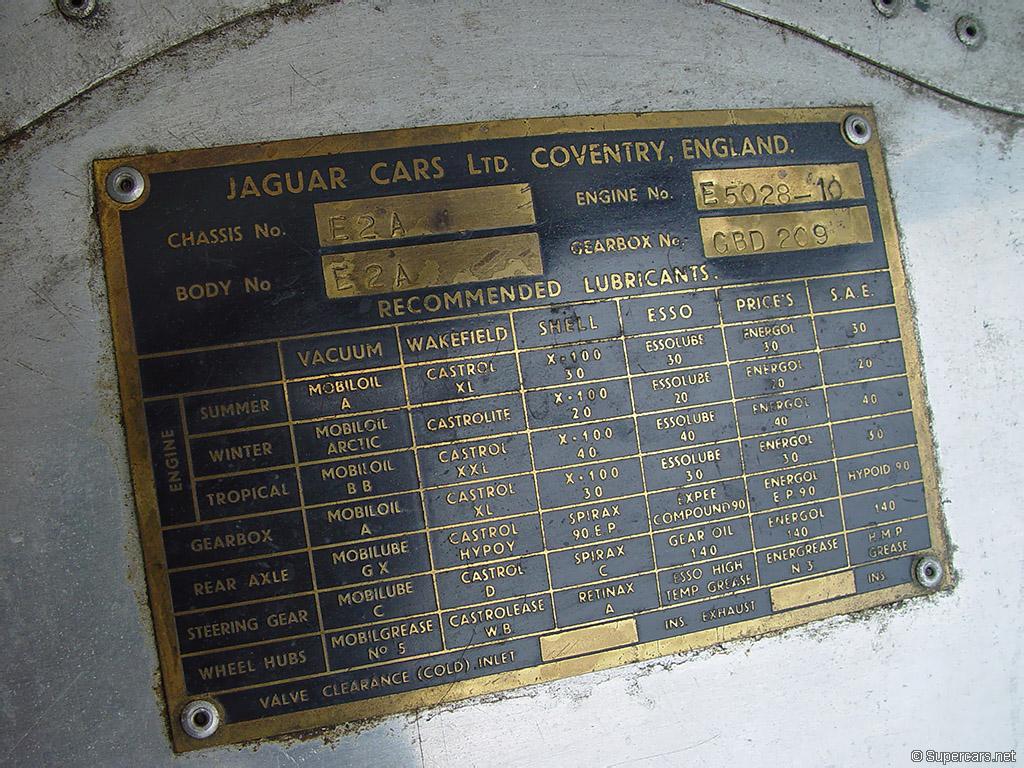 JAGUAR CARS LTD. COVENTRY, ENGLAND.
CHASSIS No. E2A ENGINE No. E5028-10
BODY No E2A GEARBOX No. GBD 209
RECOMMENDED LUBRICANTS.
VACUUM WAKEFIELD SHELL ESSO PRICE'S S.A.E.
ENGINE
SUMMER MOBILOIL A CASTROL XL X-100 30 ESSOLUBE 30 ENERGOL 30 30
WINTER MOBILOIL ARCTIC CASTROLITE X-100 20 ESSOLUBE 20 ENERGOL 20 20
TROPICAL MOBILOIL BB CASTROL XXL X-100 40 ESSOLUBE 40 ENERGOL 40 40
GEARBOX MOBILOIL A CASTROL XL X-100 30 ESSOLUBE 30 ENERGOL 30 30
REAR AXLE MOBILUBE GX CASTROL HYPOY SPIRAX 90 E.P. EXPEE COMPOUND 90 ENERGOL E.P. 90 HYPOID 90
STEERING GEAR MOBILUBE C CASTROL D SPIRAX C GEAR OIL 140 ENERGOL 140 140
WHEEL HUBS MOBILGREASE No 5 CASTROLEASE W.B RETINAX A ESSO HIGH TEMP GREASE ENERGREASE N 3 H.M.P GREASE
VALVE CLEARANCE (COLD). INLET INS. EXHAUST INS.
© Supercars.net